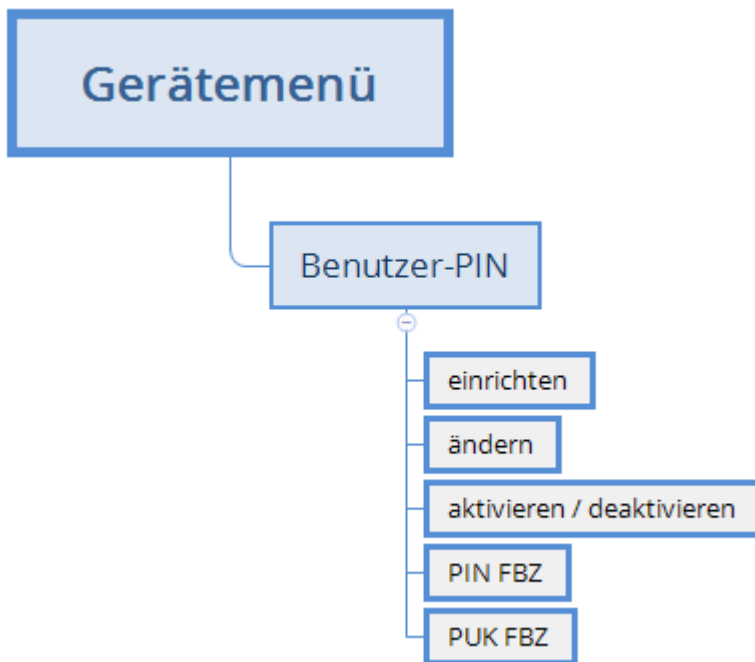 Gerätemenü
Benutzer-PIN
einrichten
ändern
aktivieren / deaktivieren
PIN FBZ
PUK FBZ